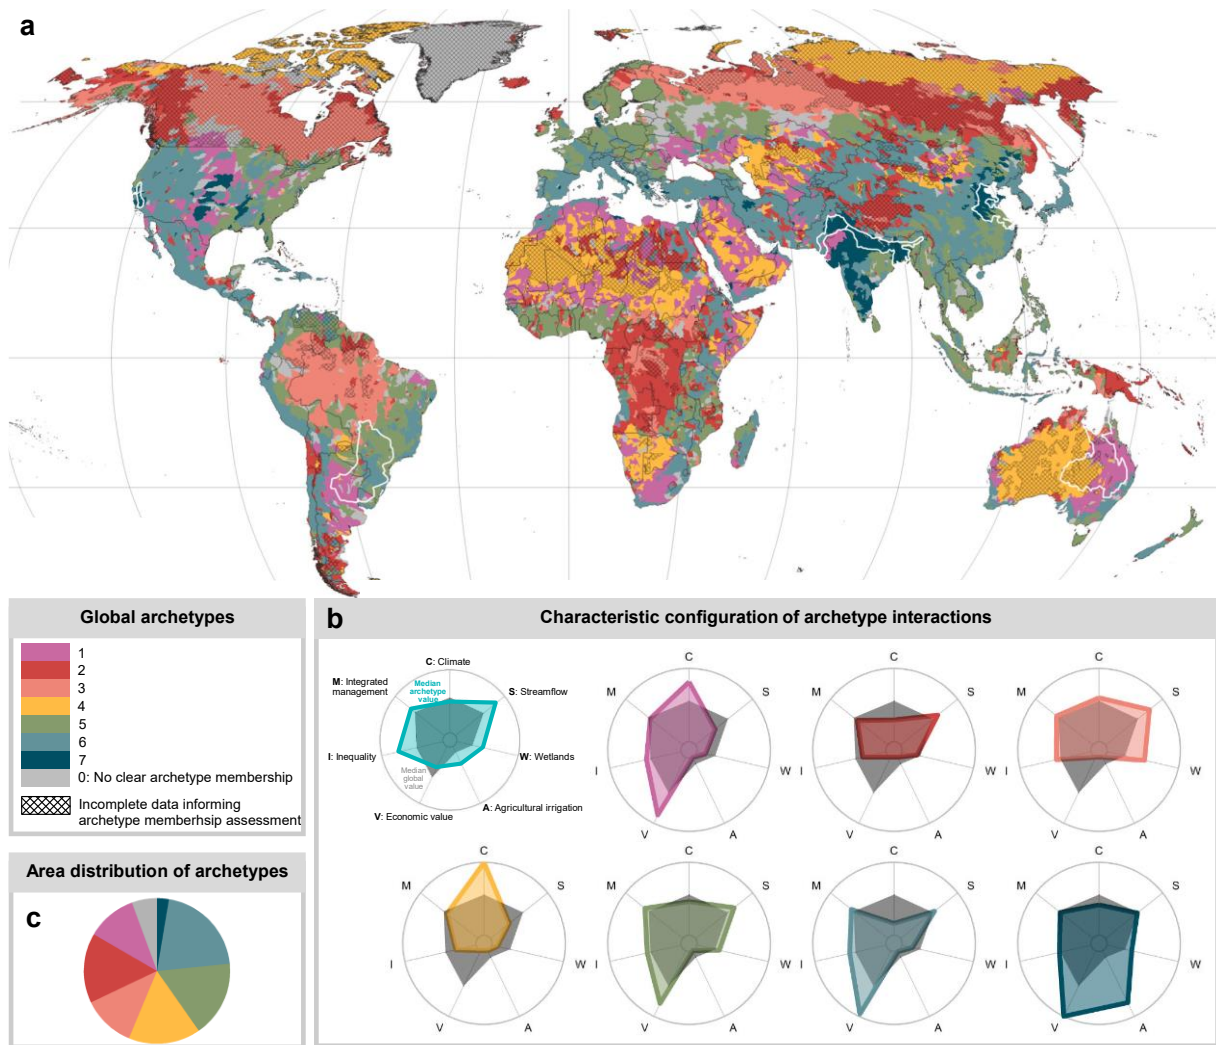 a
Global archetypes
1
2
3
4
5
6
7
0: No clear archetype membership
Incomplete data informing
archetype memberhsip assessment
Area distribution of archetypes
c
b
Characteristic configuration of archetype interactions
C: Climate
M: Integrated
management
Median
archetype
value
S: Streamflow
I: Inequality
W: Wetlands
Median
global
value
A: Agricultural irrigation
V: Economic value
C
M
S
I
W
V
A
C
M
S
I
W
V
A
C
M
S
I
W
V
A
C
M
S
I
W
V
A
C
M
S
I
W
V
A
C
M
S
I
W
V
A
C
M
S
I
W
V
A